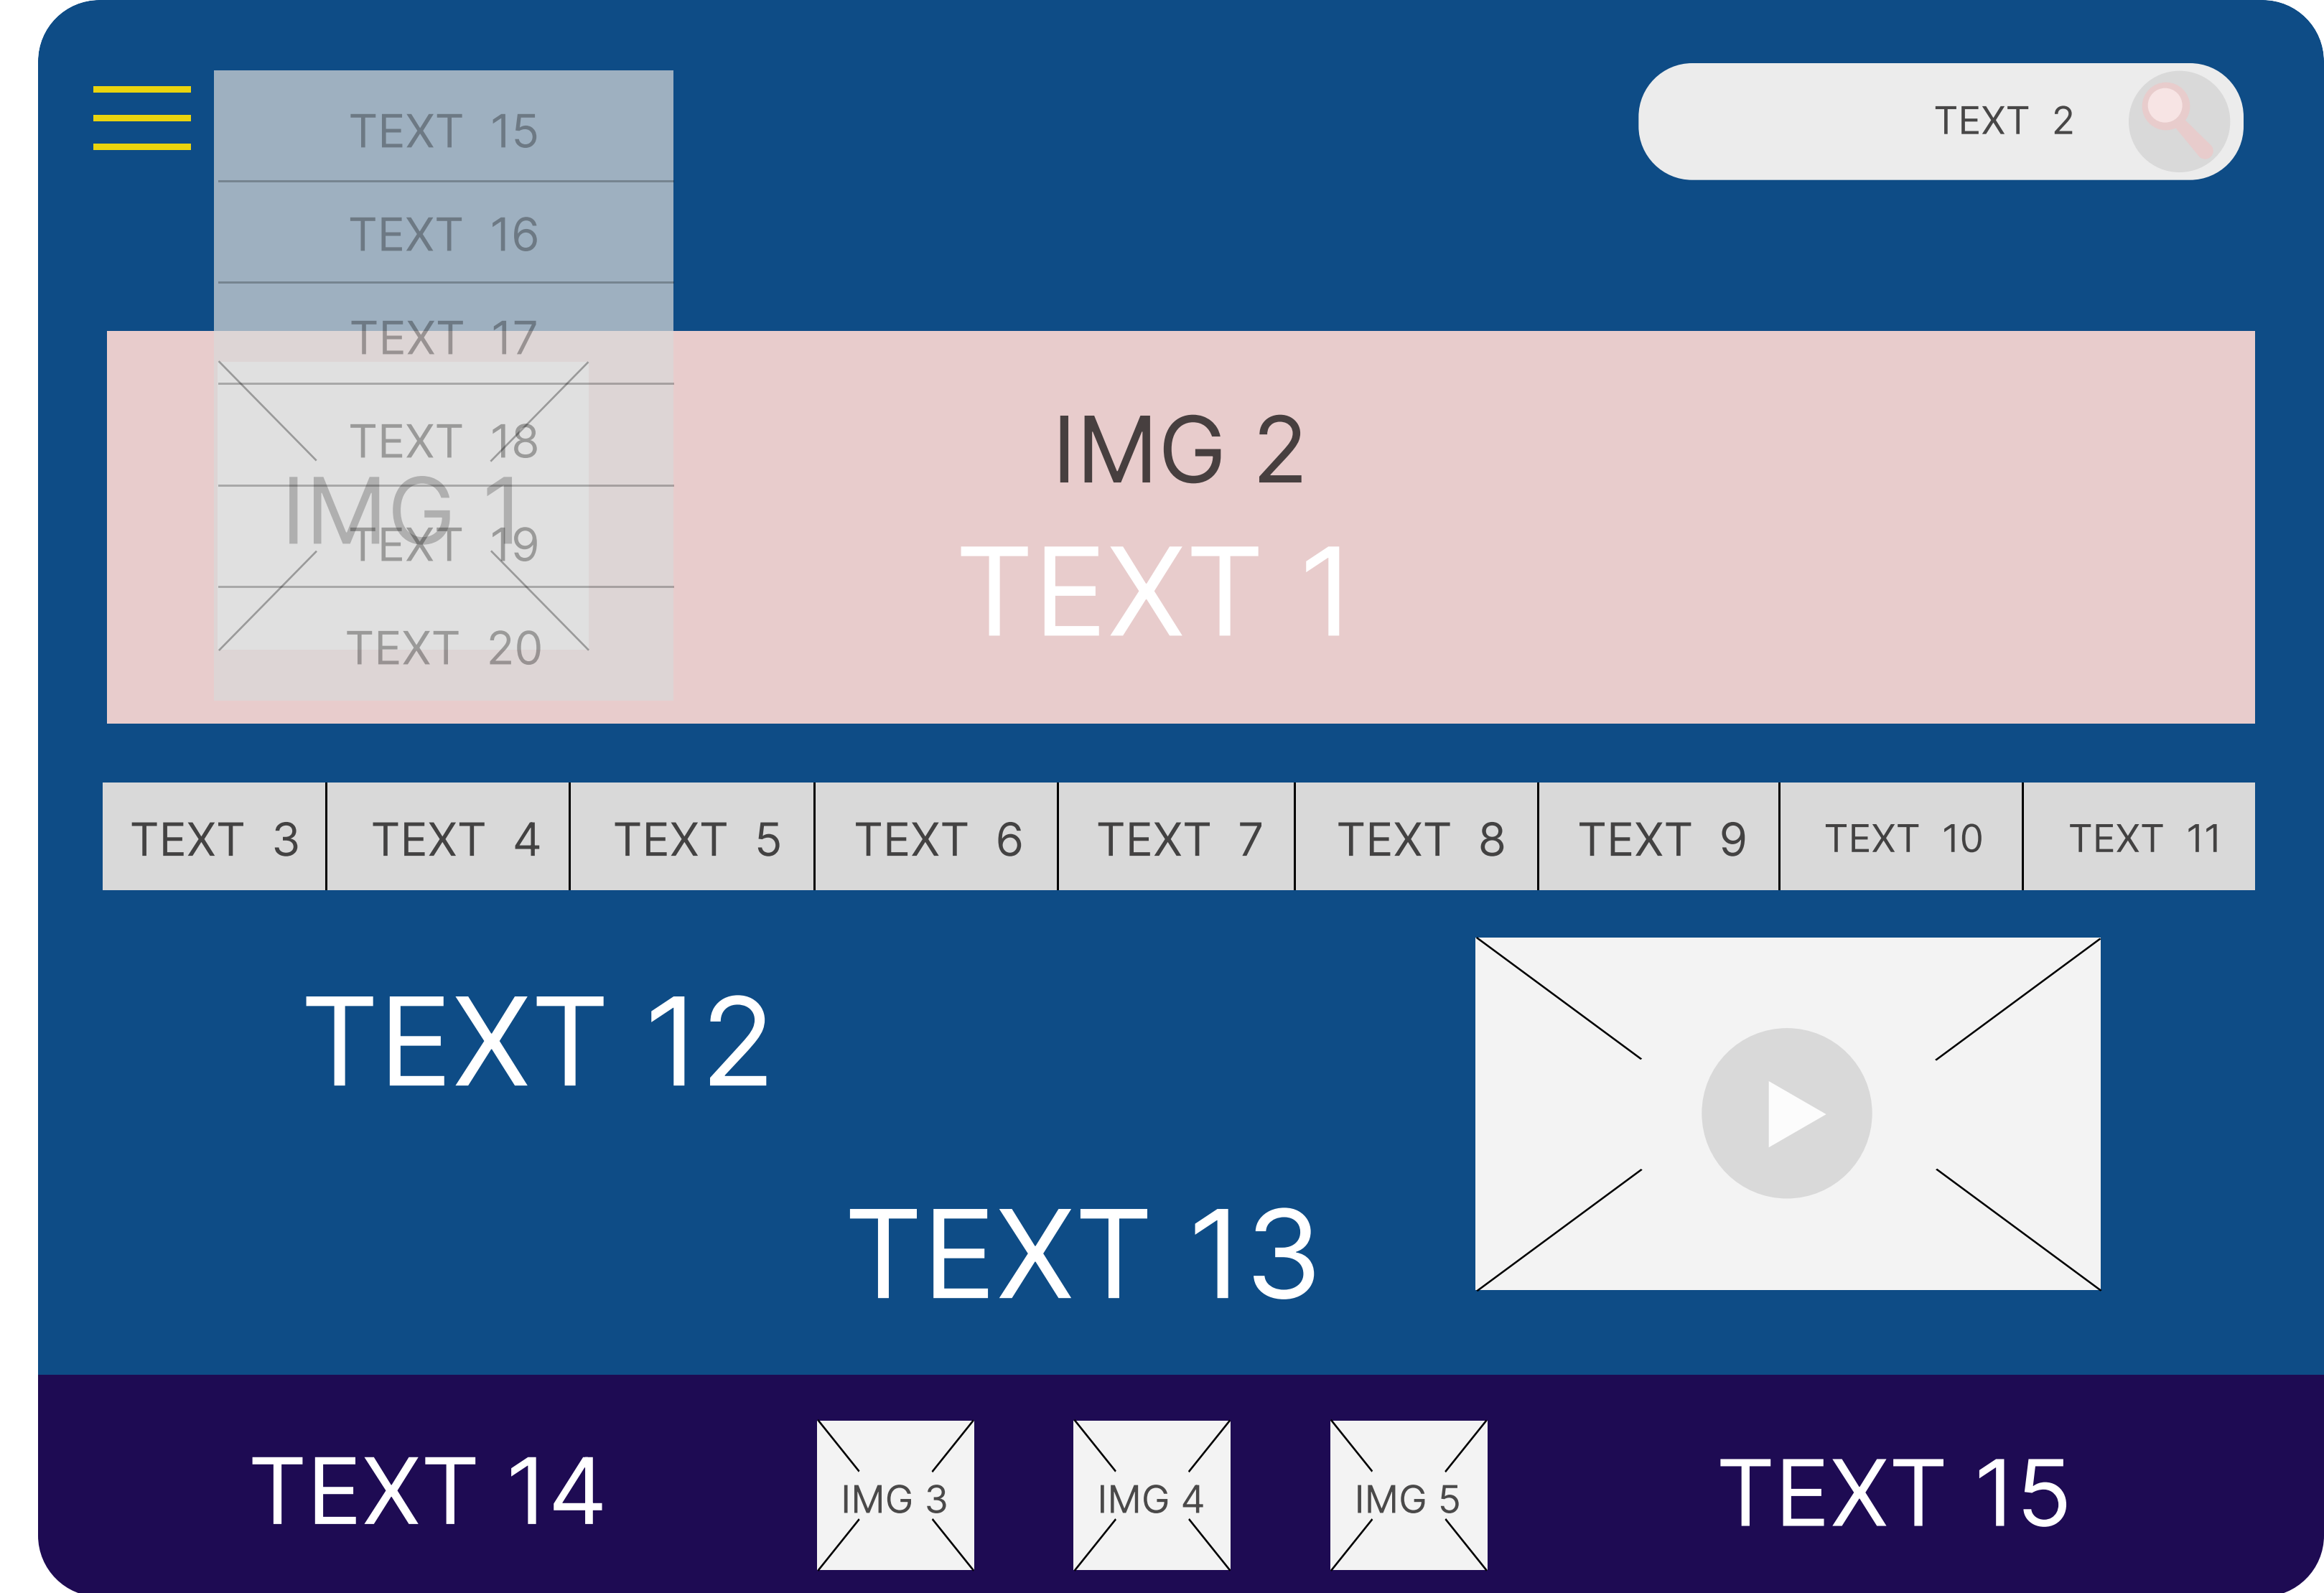 TEXT 15
TEXT 2
TEXT 16
TEXT 17
IMG 2
TEXT 18
IMG 1
TEXT 19
TEXT 1
TEXT 20
TEXT 3
TEXT 4
TEXT 5
TEXT 6
TEXT 7
TEXT 8
TEXT 9
TEXT 10
TEXT 11
TEXT 12
TEXT 13
TEXT 14
IMG 3
IMG 4
IMG 5
TEXT 15